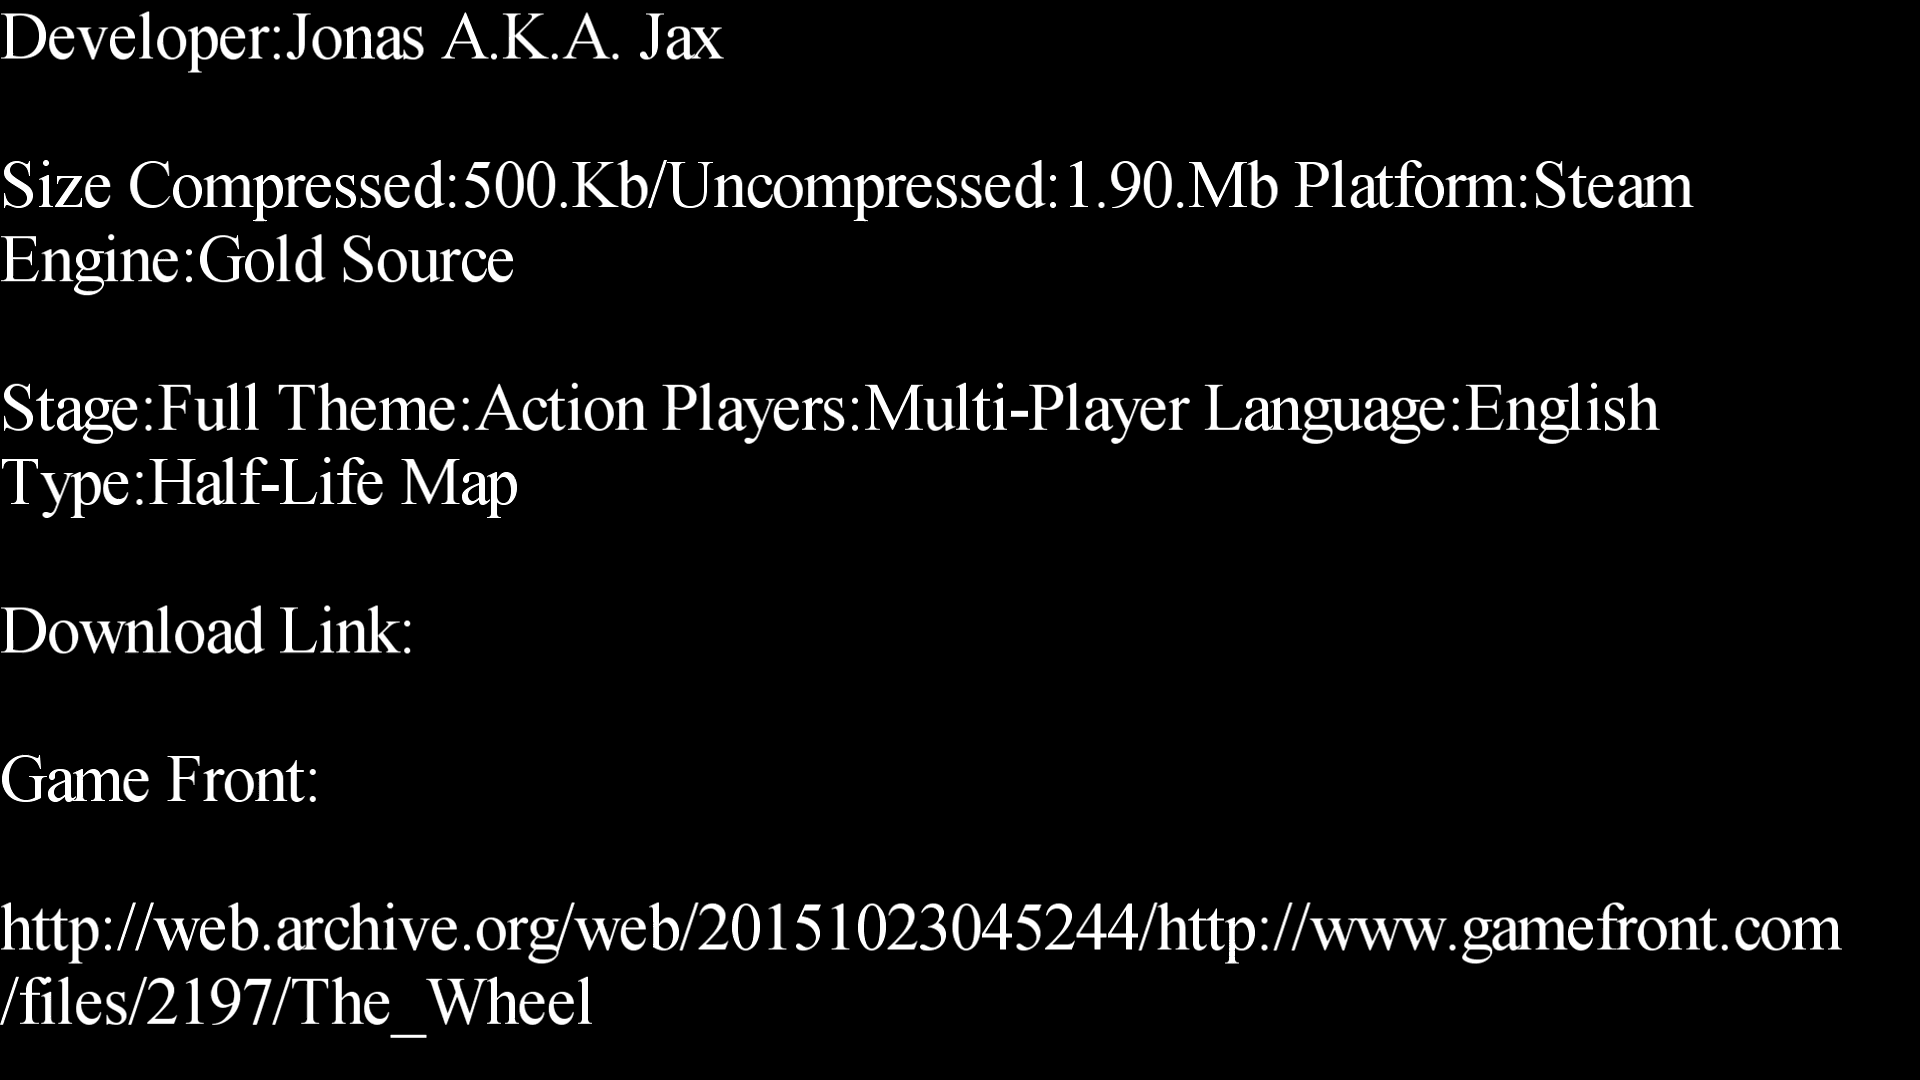 Developer:Jonas A.K.A. Jax
Size Compressed:500.Kb/Uncompressed:1.90.Mb Platform:Steam
Engine:Gold Source
Stage:Full Theme:Action Players:Multi-Player Language:English
Type:Half-Life Map
Download Link:
Game Front:
http://web.archive.org/web/20151023045244/http://www.gamefront.com
/files/2197/The_Wheel